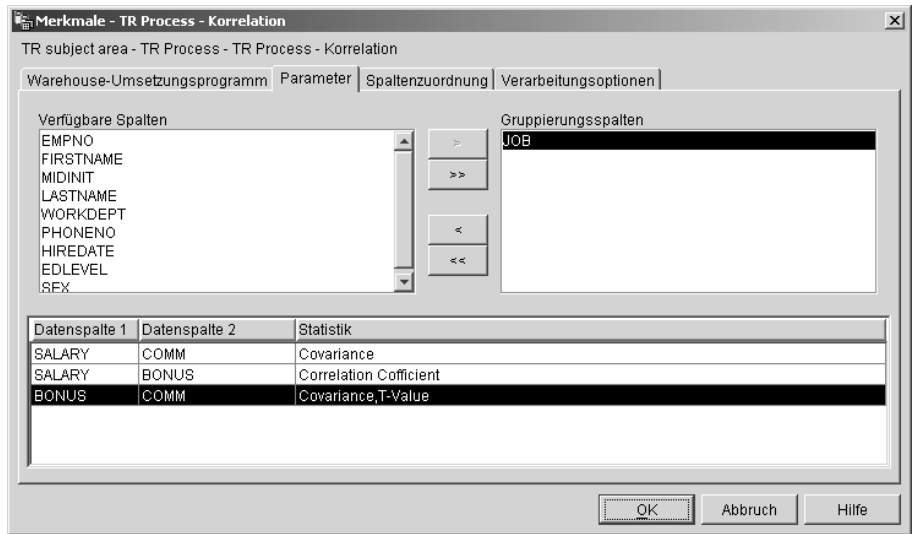 Merkmale - TR Process - Korrelation
TR subject area - TR Process - TR Process - Korrelation
Warehouse-Umsetzungsprogramm Parameter Spaltenzuordnung Verarbeitungsoptionen
Verfügbare Spalten
EMPNO
FIRSTNAME
MIDINIT
LASTNAME
WORKDEPT
PHONENO
HIREDATE
EDLEVEL
SEX
>
>>
<
<<
Gruppierungsspalten
JOB
Datenspalte 1 Datenspalte 2 Statistik
SALARY COMM Covariance
SALARY BONUS Correlation Cofficient
BONUS COMM Covariance,T-Value
OK Abbruch Hilfe